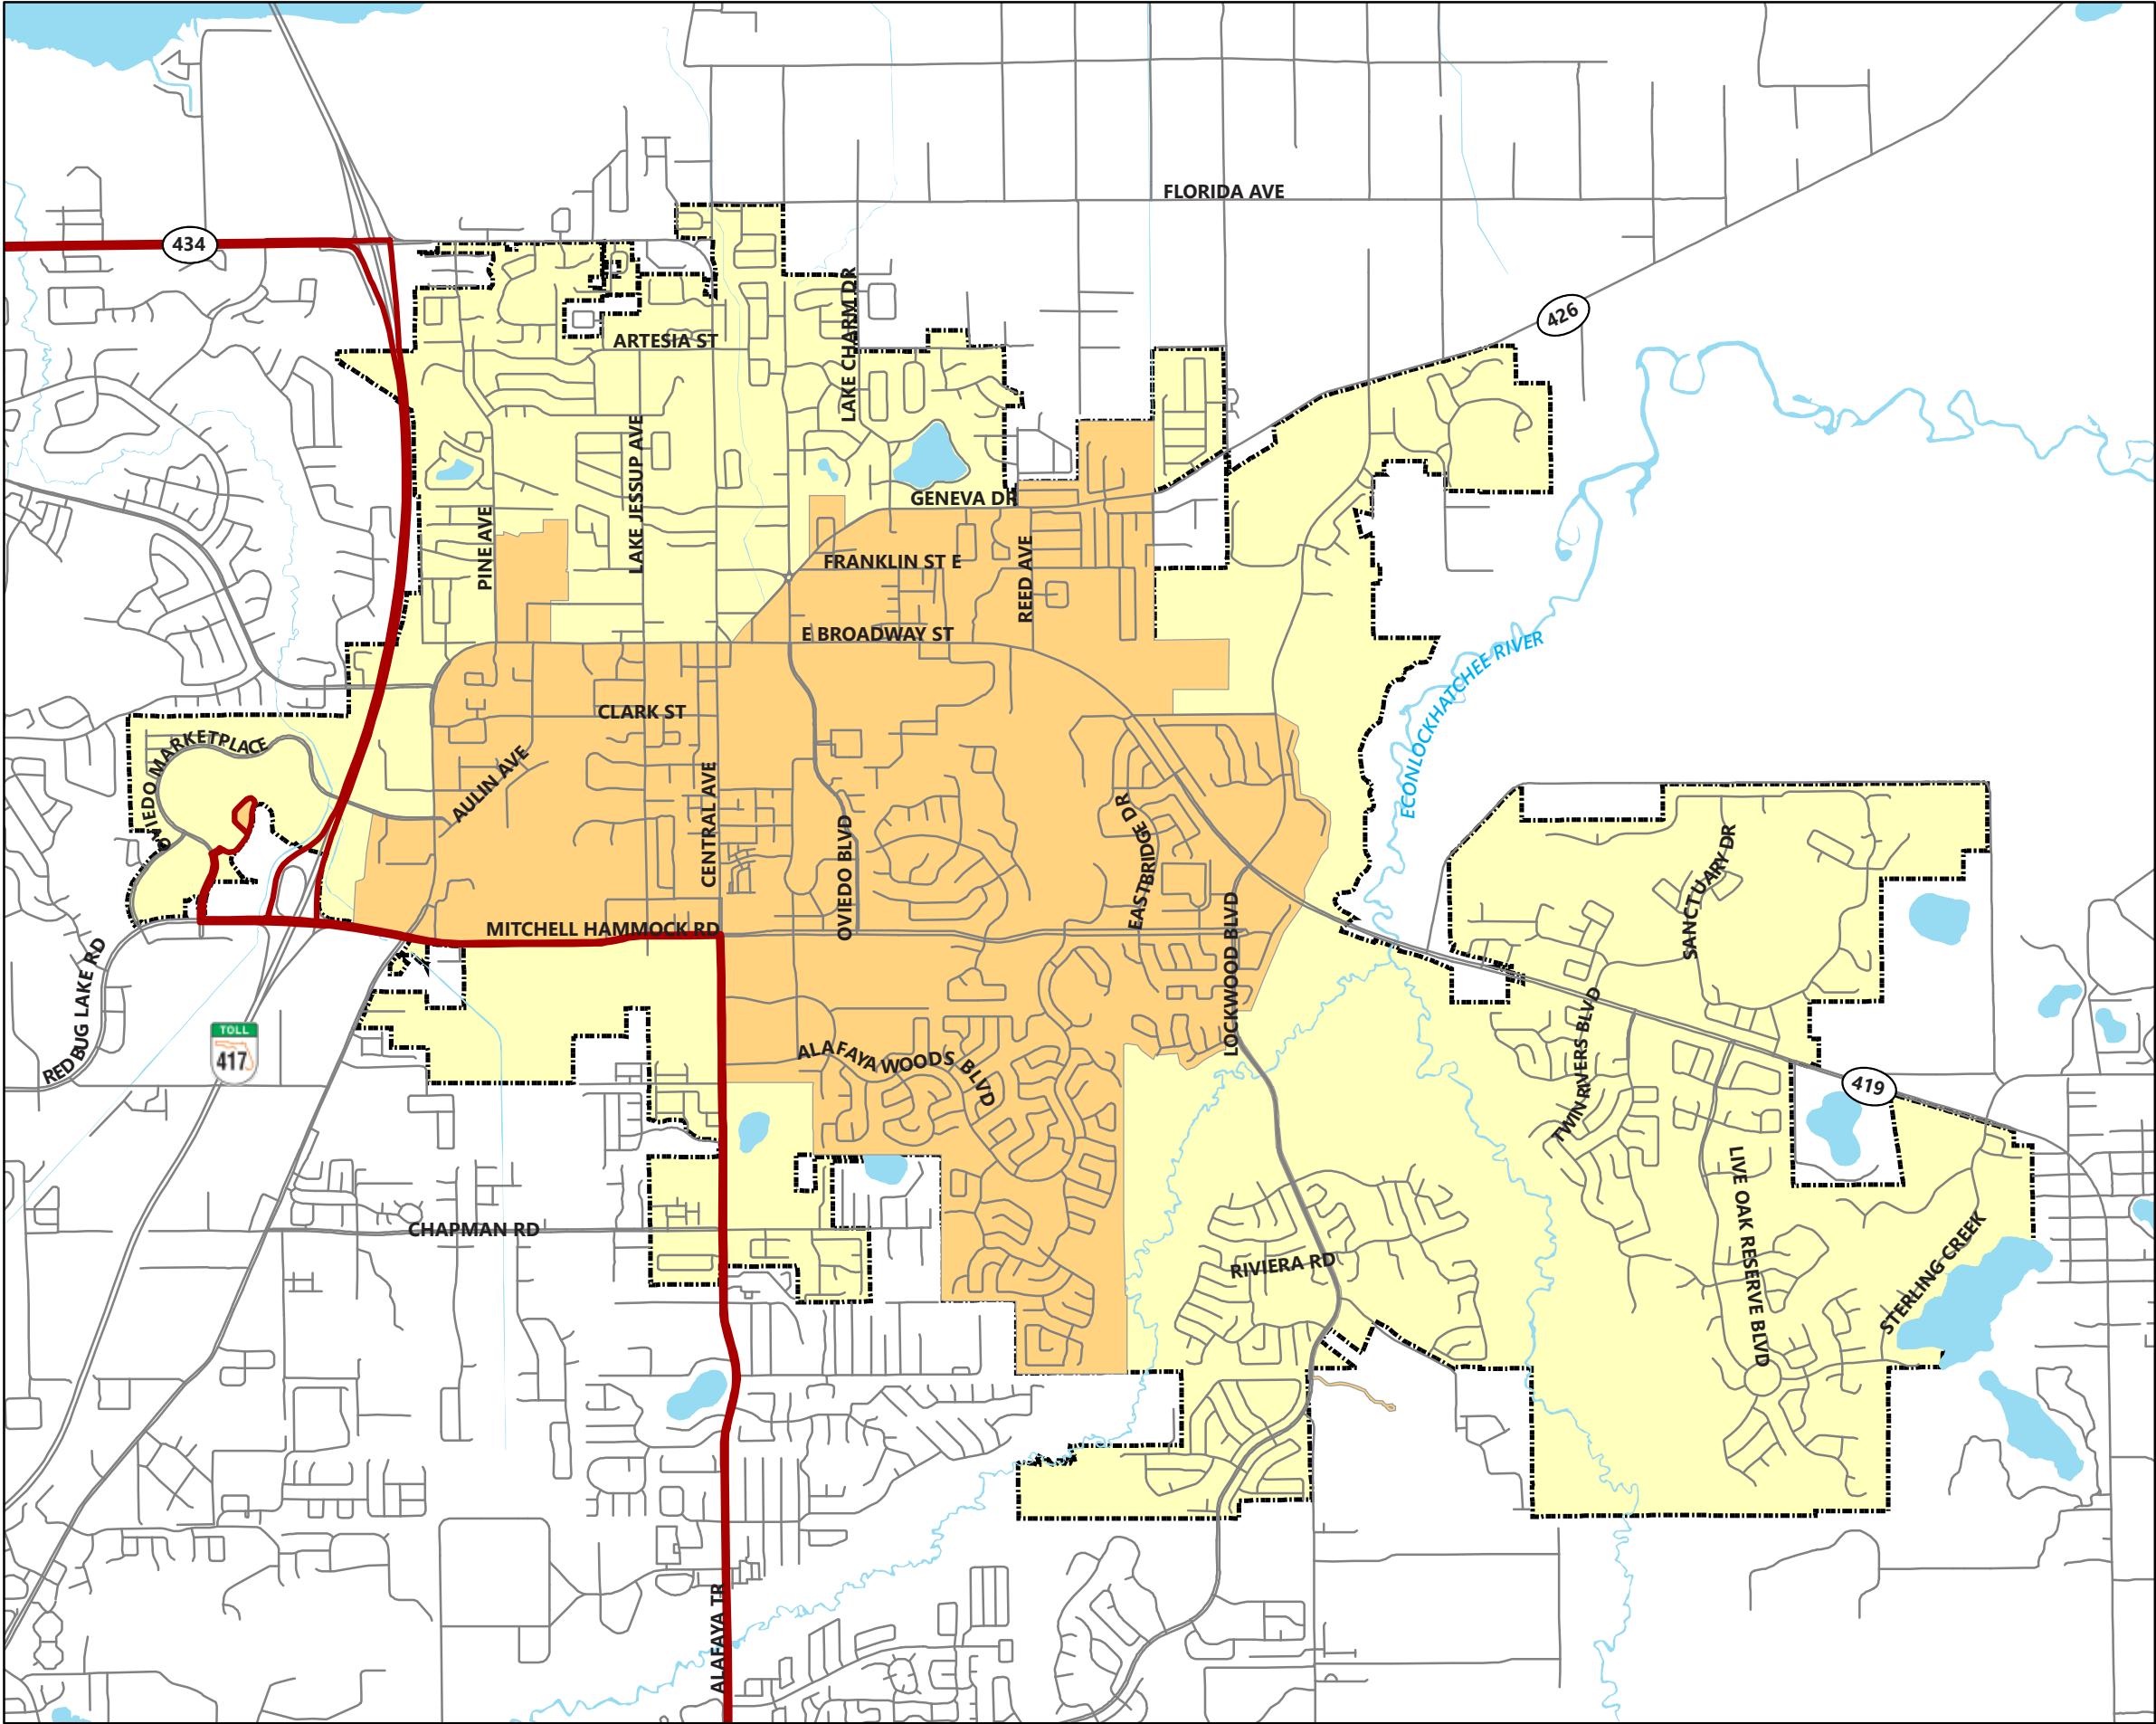 FLORIDA AVE
434
LAKE CHARM DR
426
ARTESIA ST
LAKE JESSUP AVE
GENEVA DR
PINE AVE
FRANKLIN ST E
REED AVE
E BROADWAY ST
ECONLOCKHATCHEE RIVER
CLARK ST
OVIEDO MARKETPLACE
AULIN AVE
CENTRAL AVE
OVIEDO BLVD
EASTBRIDGE DR
SANCTUARY DR
LOCKWOOD BLVD
MITCHELL HAMMOCK RD
RED BUG LAKE RD
TOLL
417
ALAFAYA WOODS BLVD
TWIN RIVERS BLVD
419
LIVE OAK RESERVE BLVD
CHAPMAN RD
RIVIERA RD
STERLING CREEK
ALAFAYA TR